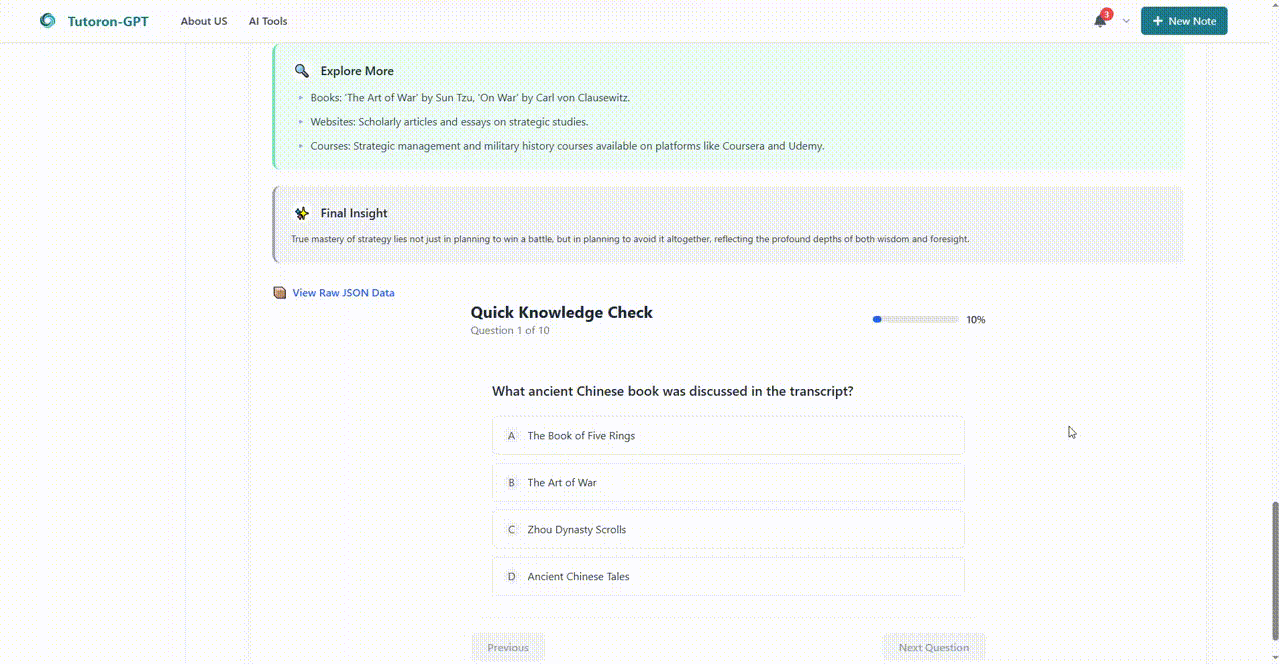 Tutoron-GPT About US AI Tools 3 + New Note
Explore More
Books: 'The Art of War' by Sun Tzu, 'On War' by Carl von Clausewitz.
Websites: Scholarly articles and essays on strategic studies.
Courses: Strategic management and military history courses available on platforms like Coursera and Udemy.
Final Insight
True mastery of strategy lies not just in planning to win a battle, but in planning to avoid it altogether, reflecting the profound depths of both wisdom and foresight.
View Raw JSON Data
Quick Knowledge Check
Question 1 of 10
10%
What ancient Chinese book was discussed in the transcript?
A The Book of Five Rings
B The Art of War
C Zhou Dynasty Scrolls
D Ancient Chinese Tales
Previous Next Question